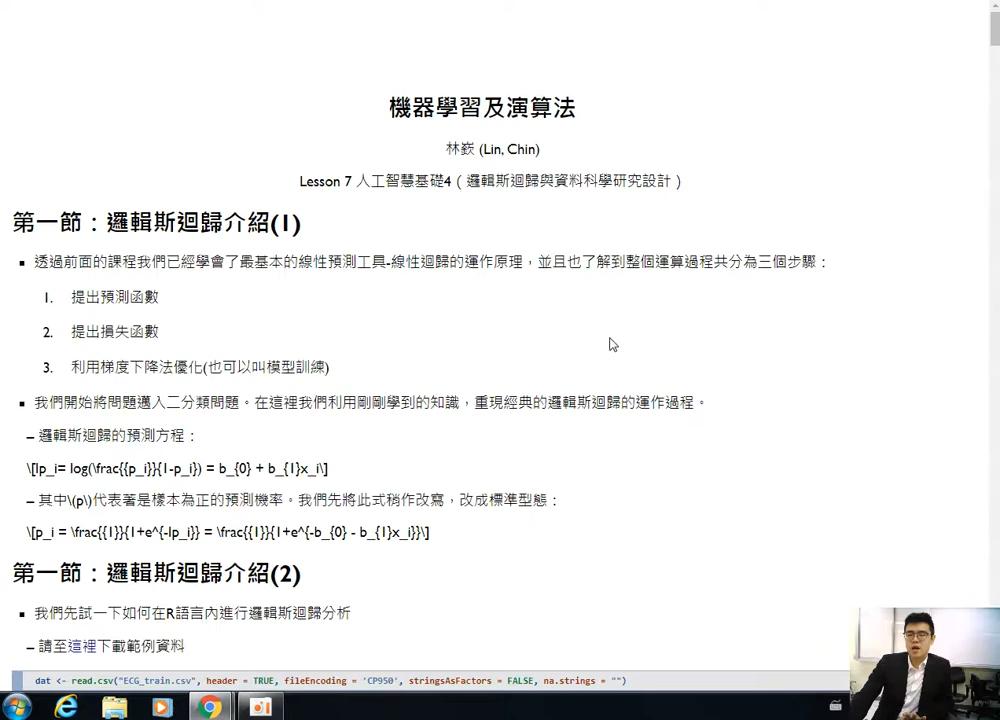 機器學習及演算法
林嶔 (Lin, Chin)
Lesson 7 人工智慧基礎4（邏輯斯迴歸與資料科學研究設計）
第一節：邏輯斯迴歸介紹(1)
透過前面的課程我們已經學會了最基本的線性預測工具-線性迴歸的運作原理，並且也了解到整個運算過程共分為三個步驟：
1. 提出預測函數
2. 提出損失函數
3. 利用梯度下降法優化(也可以叫模型訓練)
我們開始將問題邁入二分類問題。在這裡我們利用剛剛學到的知識，重現經典的邏輯斯迴歸的運作過程。
– 邏輯斯迴歸的預測方程：
\[lp_i= log(\frac{{p_i}}{1-p_i}) = b_{0} + b_{1}x_i\]
– 其中\(p\)代表著是樣本為正的預測機率。我們先將此式稍作改寫，改成標準型態：
\[p_i = \frac{{1}}{1+e^{-lp_i}} = \frac{{1}}{1+e^{-b_{0} - b_{1}x_i}}\]
第一節：邏輯斯迴歸介紹(2)
我們先試一下如何在R語言內進行邏輯斯迴歸分析
– 請至這裡下載範例資料
dat <- read.csv("ECG_train.csv", header = TRUE, fileEncoding = 'CP950', stringsAsFactors = FALSE, na.strings = "")